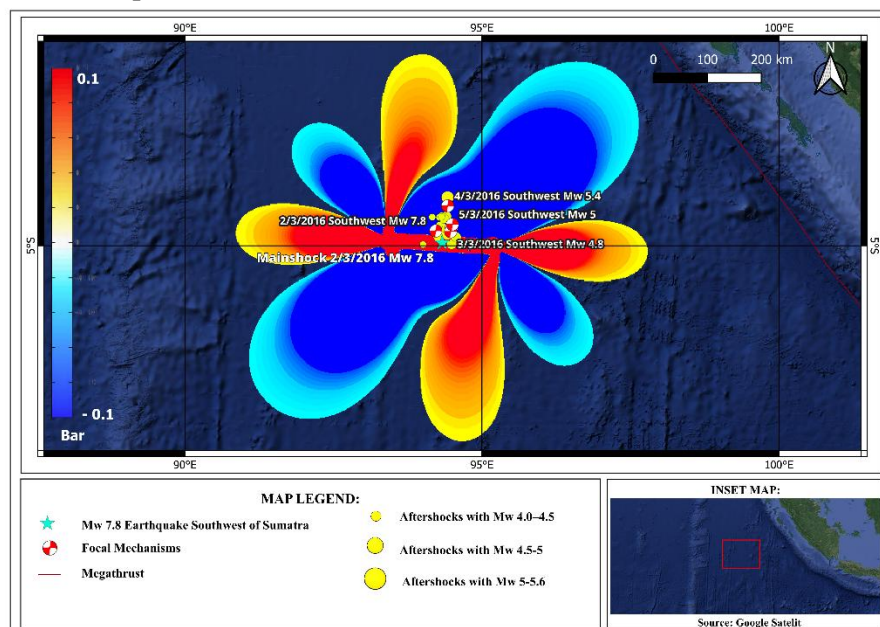 90°E 95°E 100°E
0.1
0 100 200 km
N
4/3/2016 Southwest Mw 5.4
5/3/2016 Southwest Mw 5
2/3/2016 Southwest Mw 7.8
3/3/2016 Southwest Mw 4.8
5°S 5°S
Mainshock 2/3/2016 Mw 7.8
- 0.1
Bar
90°E 95°E 100°E
MAP LEGEND:
Mw 7.8 Earthquake Southwest of Sumatra
Focal Mechanisms
Megathrust
Aftershocks with Mw 4.0–4.5
Aftershocks with Mw 4.5-5
Aftershocks with Mw 5-5.6
INSET MAP:
Source: Google Satelit